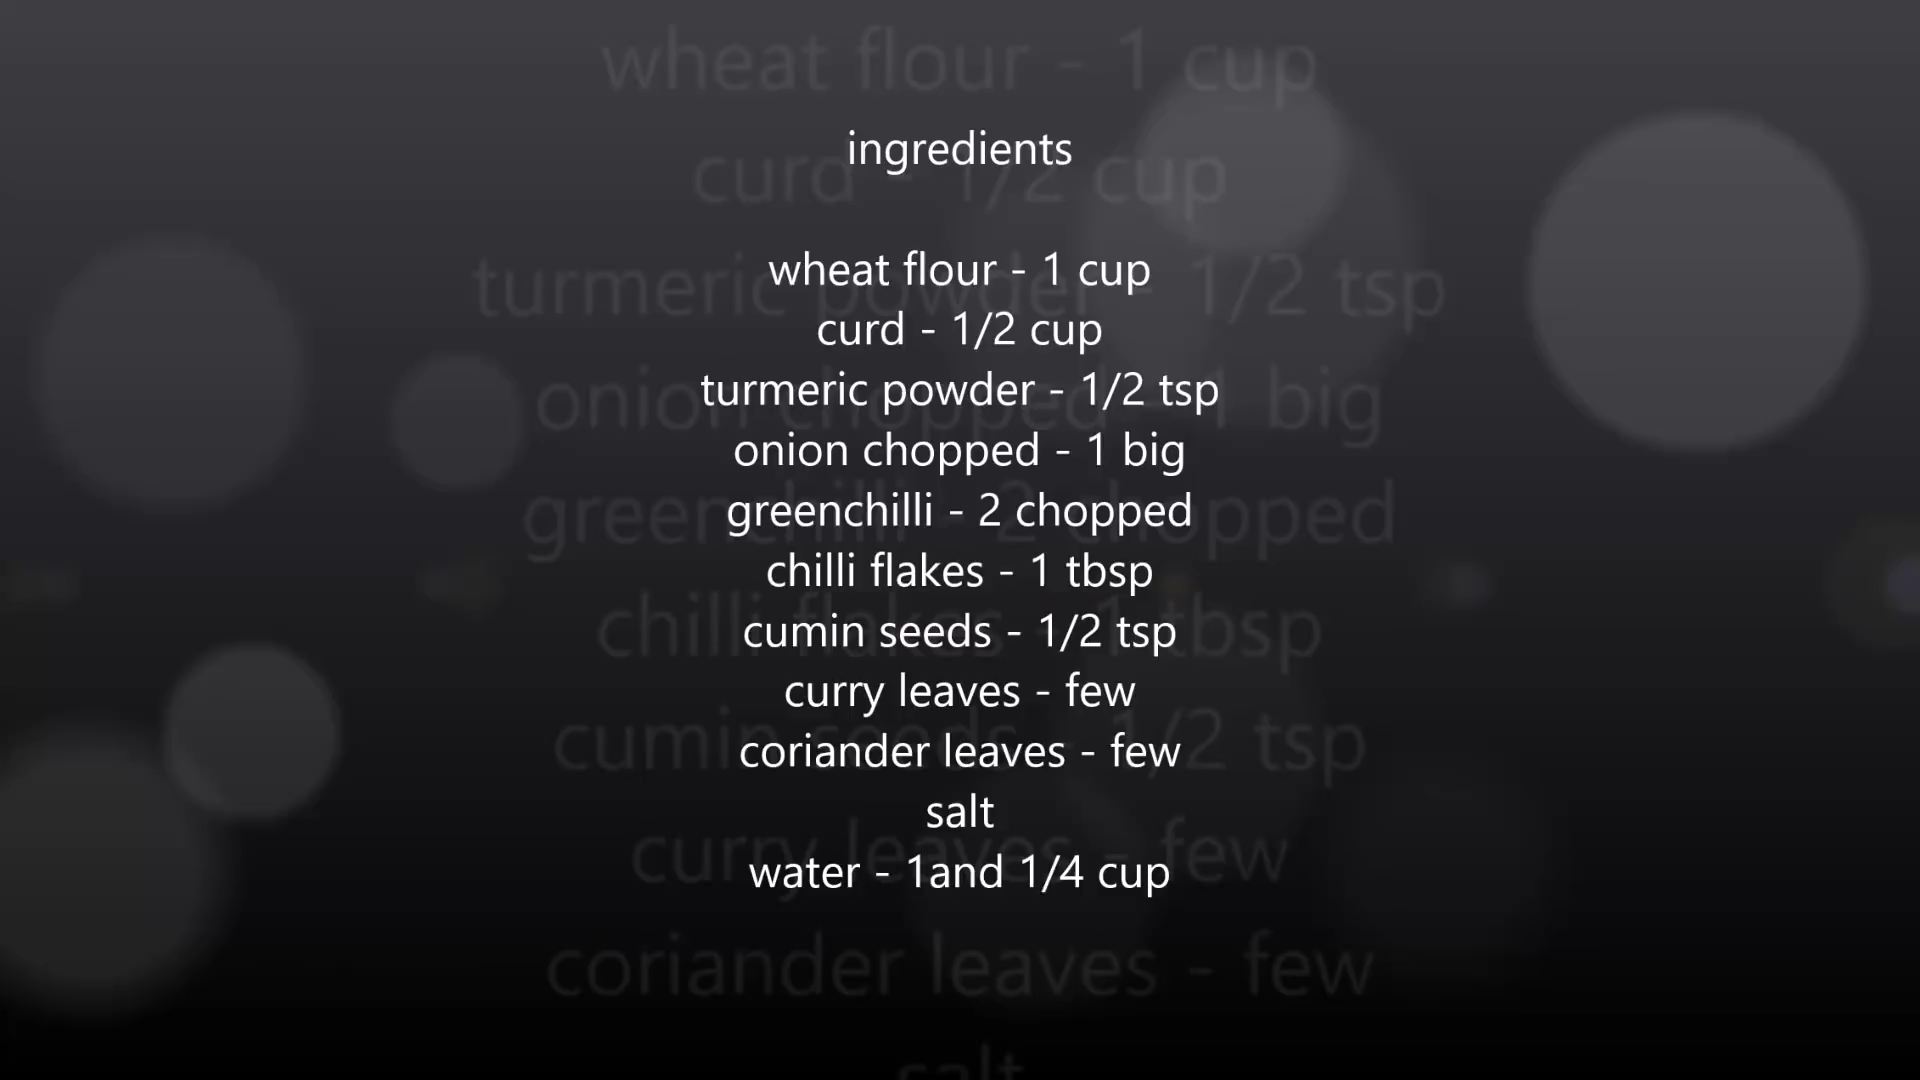 ingredients
wheat flour - 1 cup
curd - 1/2 cup
turmeric powder - 1/2 tsp
onion chopped - 1 big
greenchilli - 2 chopped
chilli flakes - 1 tbsp
cumin seeds - 1/2 tsp
curry leaves - few
coriander leaves - few
salt
water - 1and 1/4 cup